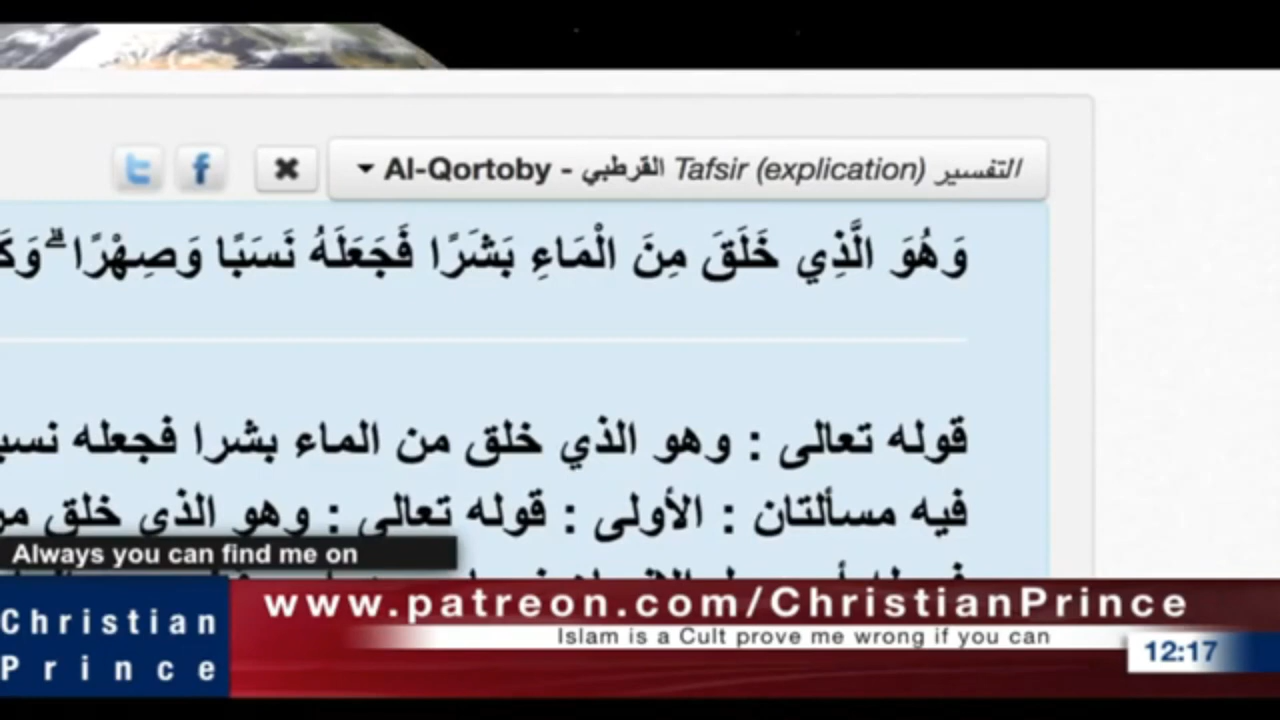 Al-Qortoby - القرطبي Tafsir (explication) التفسير
وَهُوَ الَّذِي خَلَقَ مِنَ الْمَاءِ بَشَرًا فَجَعَلَهُ نَسَبًا وَصِهْرًا ۗ
قوله تعالى : وهو الذي خلق من الماء بشرا فجعله
فيه مسألتان : الأولى : قوله تعالى : وهو الذي خلق
Always you can find me on
Christian
Prince
www.patreon.com/ChristianPrince
Islam is a Cult prove me wrong if you can
12:17